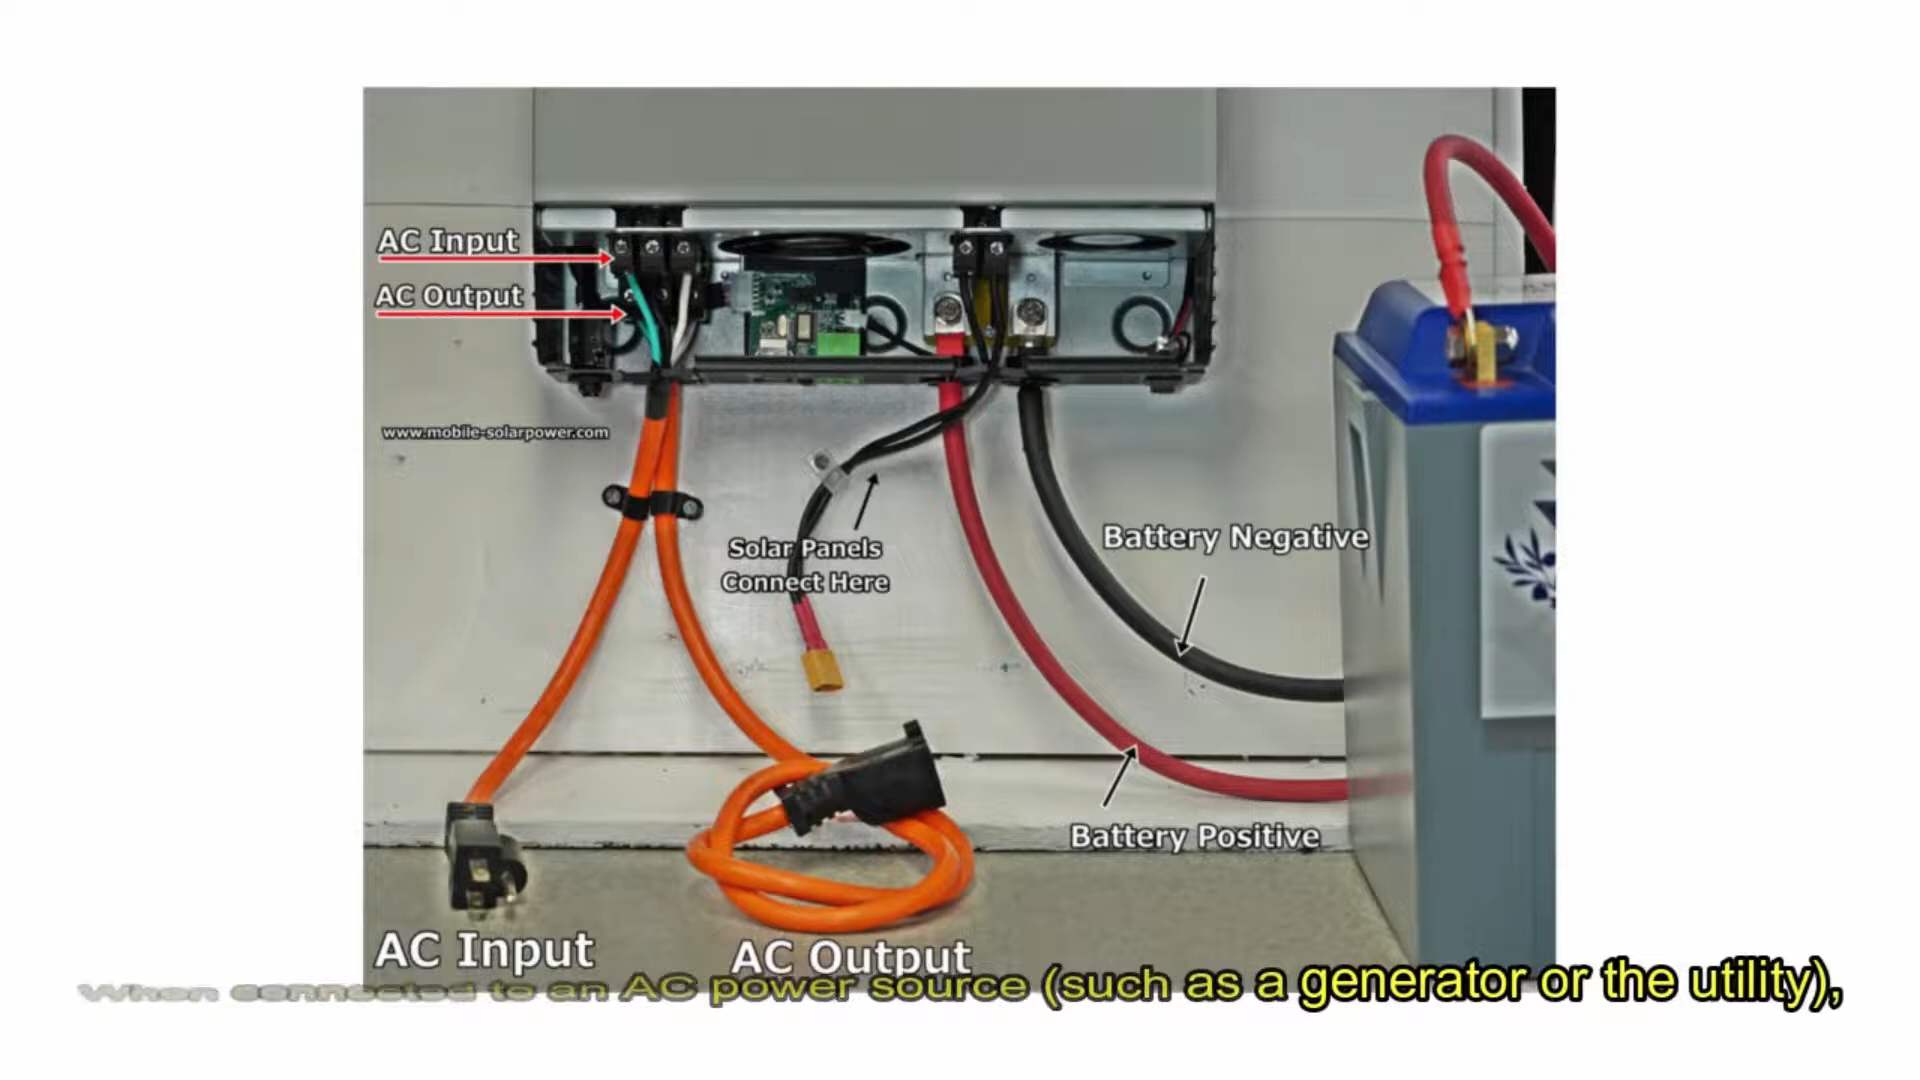 AC Input
AC Output
www.mobile-solarpower.com
Solar Panels
Connect Here
Battery Negative
Battery Positive
AC Input
AC Output
When connected to an AC power source (such as a generator or the utility),